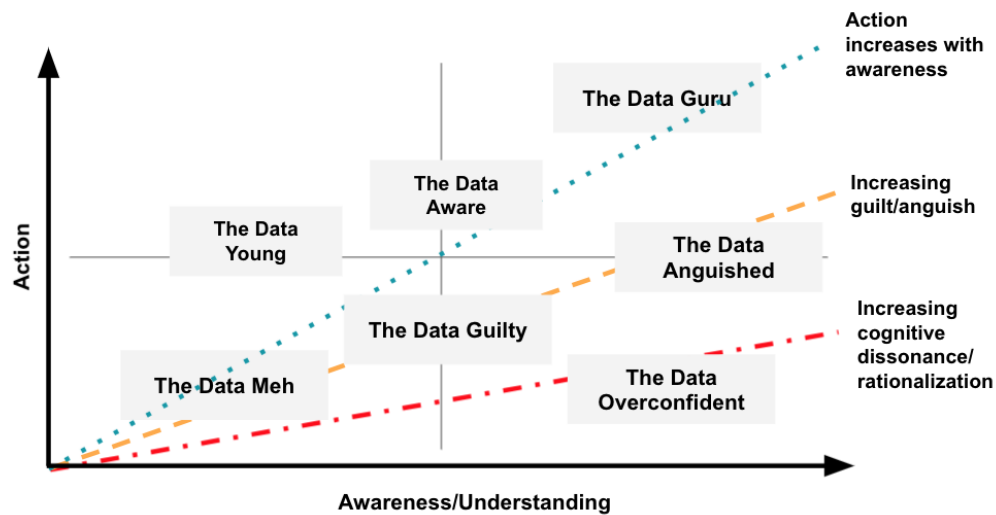 Action
increases with
awareness
The Data Guru
The Data
Aware
Increasing
guilt/anguish
The Data
Young
The Data
Anguished
Action
The Data Guilty
Increasing
cognitive
dissonance/
rationalization
The Data Meh
The Data
Overconfident
Awareness/Understanding